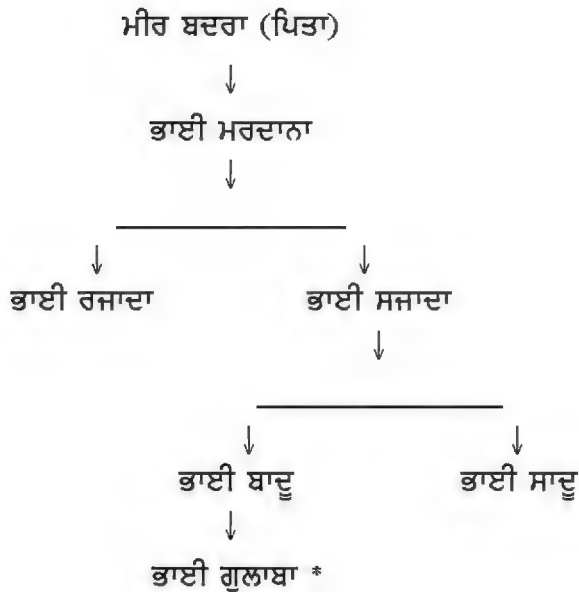 ਮੀਰ ਬਦਰਾ (ਪਿਤਾ)
↓
ਭਾਈ ਮਰਦਾਨਾ
↓
↓ ↓
ਭਾਈ ਰਜਾਦਾ ਭਾਈ ਸਜਾਦਾ
↓
↓ ↓
ਭਾਈ ਬਾਦੂ ਭਾਈ ਸਾਦੂ
↓
ਭਾਈ ਗੁਲਾਬਾ *